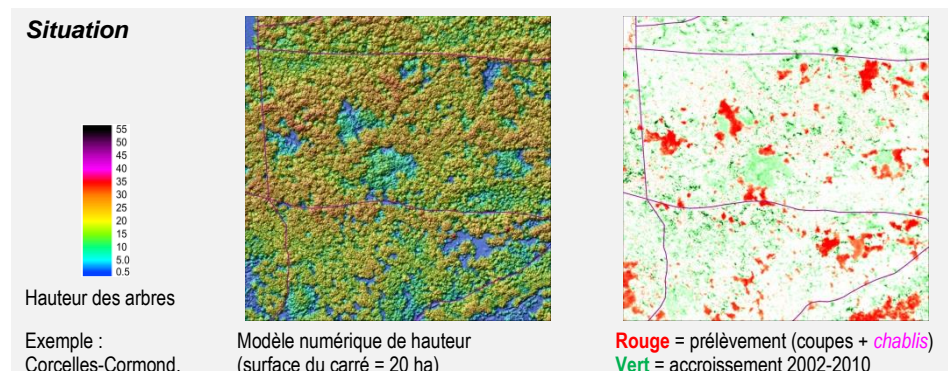 Situation
55
50
45
40
35
30
25
20
15
10
5.0
0.5
Hauteur des arbres
Exemple :
Corcelles-Cormond.
Modèle numérique de hauteur
(surface du carré = 20 ha)
Rouge = prélèvement (coupes + chablis)
Vert = accroissement 2002-2010